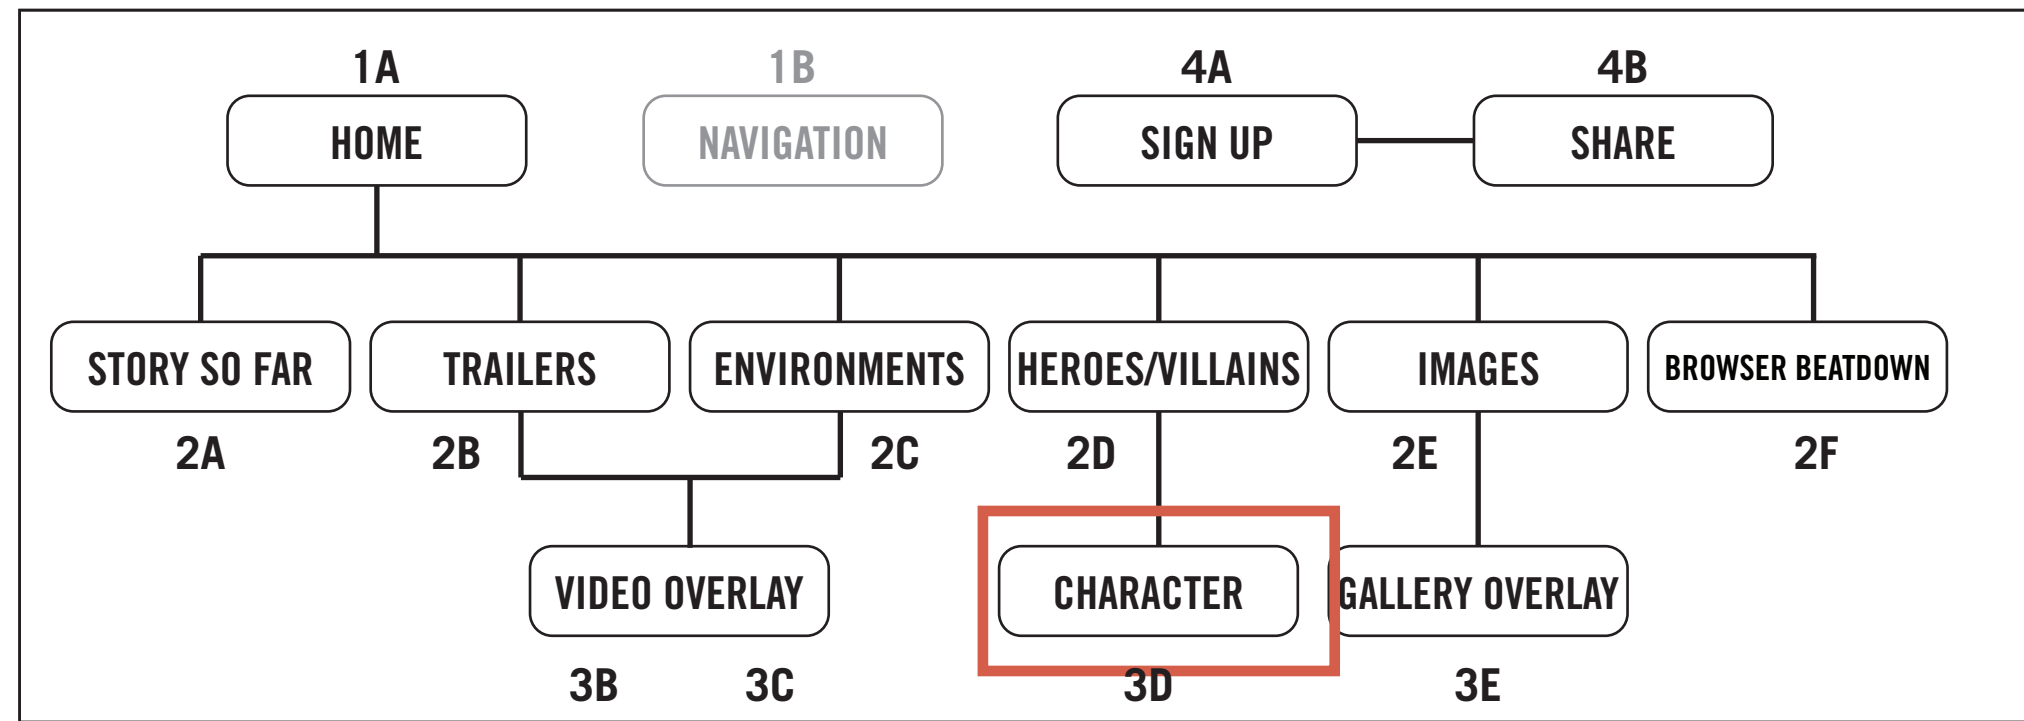 1A
1B
4A
4B
HOME
NAVIGATION
SIGN UP
SHARE
STORY SO FAR
TRAILERS
ENVIRONMENTS
HEROES/VILLAINS
IMAGES
BROWSER BEATDOWN
2A
2B
2C
2D
2E
2F
VIDEO OVERLAY
CHARACTER
GALLERY OVERLAY
3B
3C
3D
3E